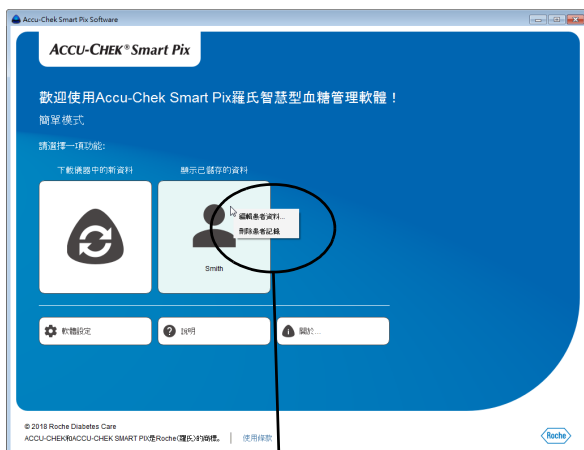 Accu-Chek Smart Pix Software
ACCU-CHEK® Smart Pix
歡迎使用Accu-Chek Smart Pix羅氏智慧型血糖管理軟體！
簡單模式
請選擇一項功能:
下載儀器中的新資料
顯示已儲存的資料
編輯患者資料...
刪除患者記錄
Smith
軟體設定
說明
關於...
© 2018 Roche Diabetes Care
ACCU-CHEK和ACCU-CHEK SMART PIX是Roche(羅氏)的商標。
使用條款
Roche